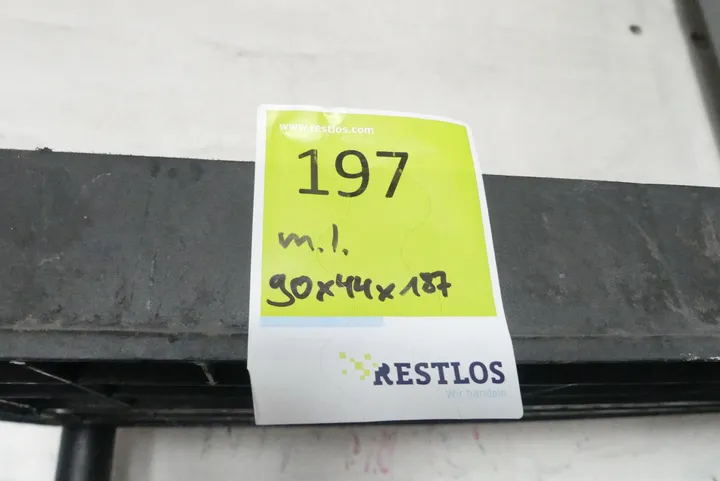 www.restlos.com
197
m.l.
90x44x187
RESTLOS
Wir handeln